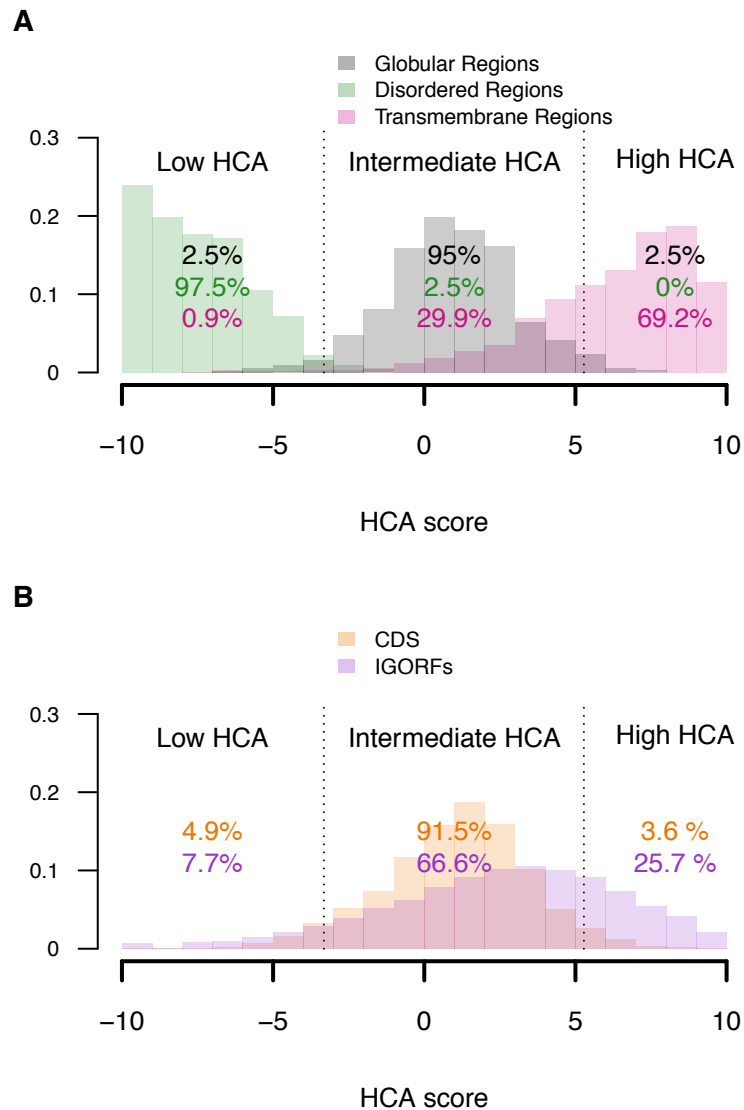 A
Globular Regions
Disordered Regions
Transmembrane Regions
0.3
0.2
0.1
0
Low HCA
Intermediate HCA
High HCA
2.5%
95%
2.5%
97.5%
2.5%
0%
0.9%
29.9%
69.2%
−10
−5
0
5
10
HCA score
B
CDS
IGORFs
0.3
0.2
0.1
0
Low HCA
Intermediate HCA
High HCA
4.9%
91.5%
3.6 %
7.7%
66.6%
25.7 %
−10
−5
0
5
10
HCA score